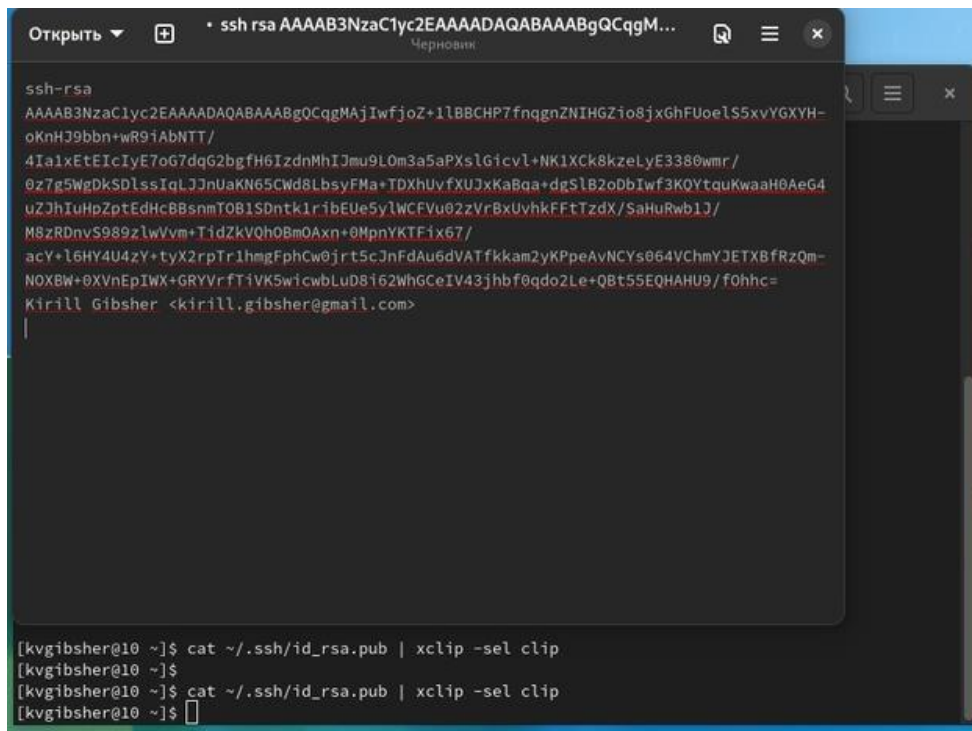 Открыть
• ssh rsa AAAAB3NzaC1yc2EAAAADAQABAAABgQCqgM...
Черновик
ssh-rsa
AAAAB3NzaC1yc2EAAAADAQABAAABgQCqgMAjIwfjoZ+1lBBCHP7fnqgnZNIHGZio8jxGhFUoelS5xvYGXYH-
oKnHJ9bbn+wR9iAbNTT/
4Ia1xEtEIcIyE7oG7dqG2bgfH6IzdnMhIJmu9LOm3a5aPXslGicvl+NK1XCk8kzeLyE3380wmr/
0z7g5WgDkSDlssIqLJJnUaKN65CWd8LbsyFMa+TDXhUvfXUJxKaBqa+dgSlB2oDbIwf3KQYtquKwaaH0AeG4
uZJhIuHpZptEdHcBBsnmTOB1SDntk1ribEUe5ylWCFVu02zVrBxUvhkFFtTzdX/SaHuRwb1J/
M8zRDnvS989zlwVvm+TidZkVQhOBmOAxn+0MpnYKTFix67/
acY+l6HY4U4zY+tyX2rpTr1hmgFphCw0jrt5cJnFdAu6dVATfkkam2yKPpeAvNCYs064VChmYJETXBfRzQm-
NOXBW+0XVnEpIWX+GRYVrfTiVK5wicwbLuD8i62WhGCeIV43jhbf0qdo2Le+QBt55EQHAHU9/fOhhc=
Kirill Gibsher <kirill.gibsher@gmail.com>
[kvgibsher@10 ~]$ cat ~/.ssh/id_rsa.pub | xclip -sel clip
[kvgibsher@10 ~]$
[kvgibsher@10 ~]$ cat ~/.ssh/id_rsa.pub | xclip -sel clip
[kvgibsher@10 ~]$